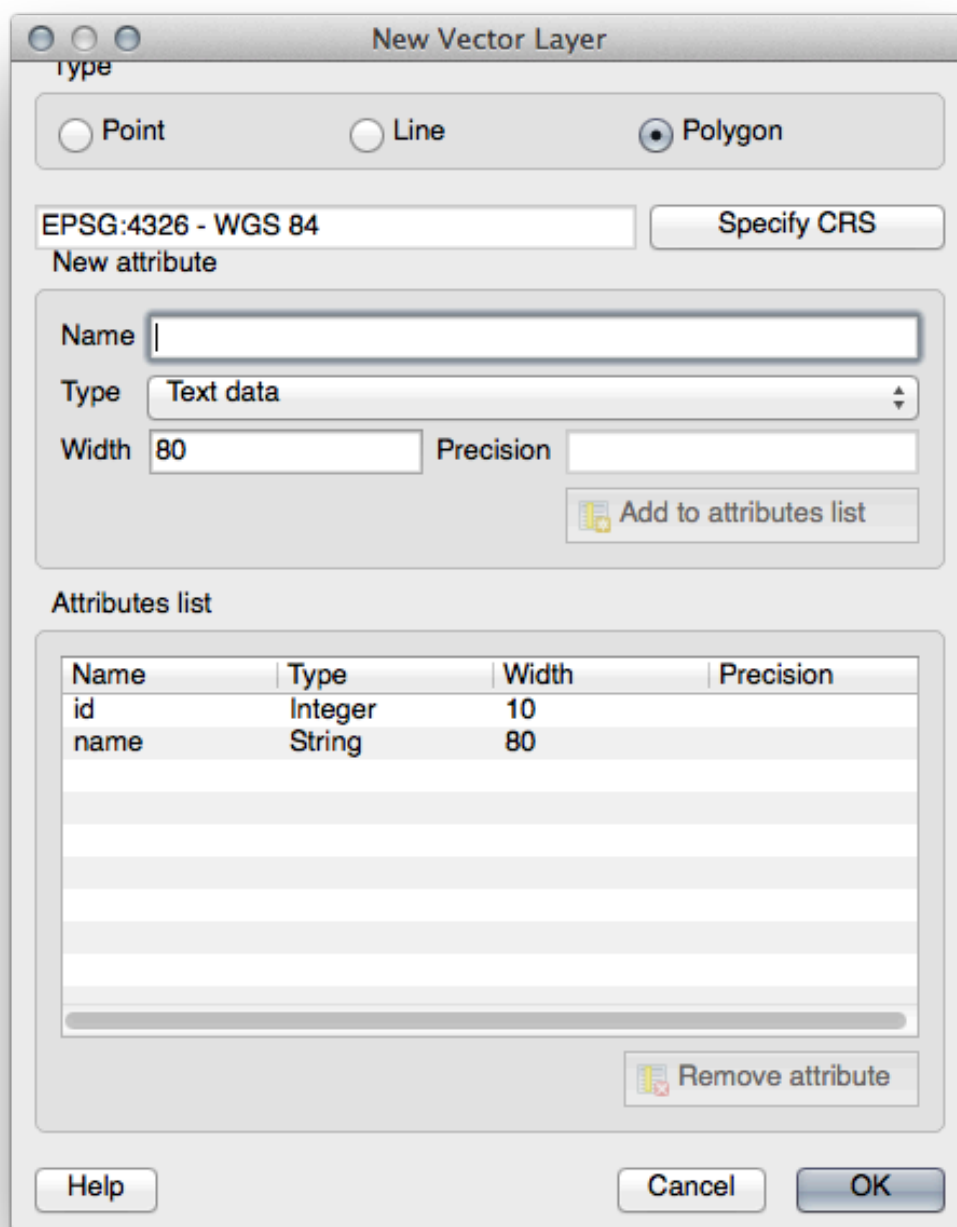 New Vector Layer
Type
Point Line Polygon
EPSG:4326 - WGS 84 Specify CRS
New attribute
Name
Type Text data
Width 80 Precision
Add to attributes list
Attributes list
Name Type Width Precision
id Integer 10
name String 80
Remove attribute
Help Cancel OK